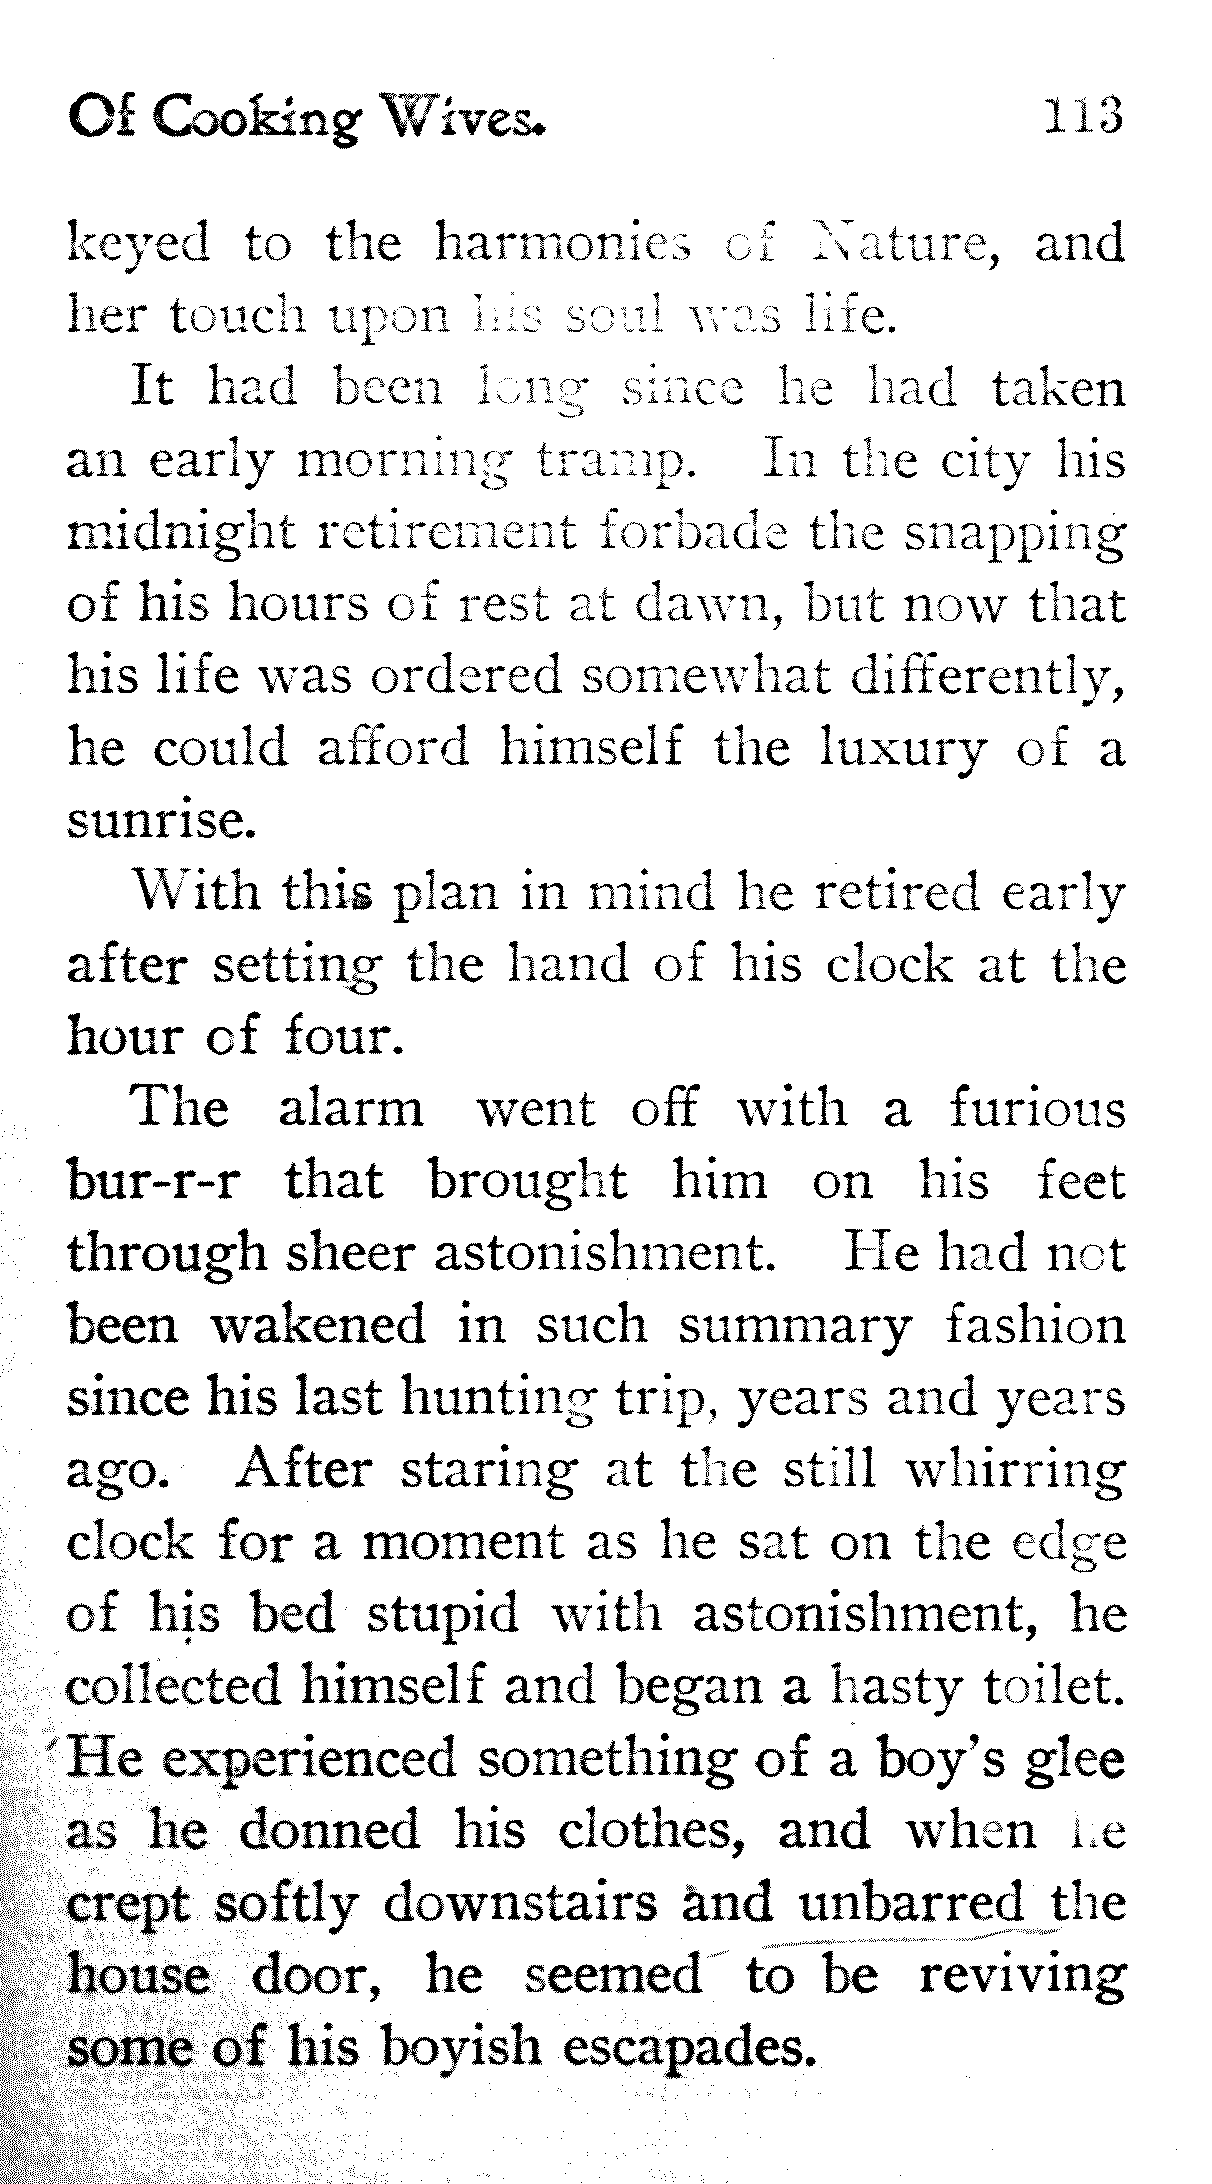 Of Cooking Wives. 113
keyed to the harmonies of Nature, and
her touch upon his soul was life.
It had been long since he had taken
an early morning tramp. In the city his
midnight retirement forbade the snapping
of his hours of rest at dawn, but now that
his life was ordered somewhat differently,
he could afford himself the luxury of a
sunrise.
With this plan in mind he retired early
after setting the hand of his clock at the
hour of four.
The alarm went off with a furious
bur-r-r that brought him on his feet
through sheer astonishment. He had not
been wakened in such summary fashion
since his last hunting trip, years and years
ago. After staring at the still whirring
clock for a moment as he sat on the edge
of his bed stupid with astonishment, he
collected himself and began a hasty toilet.
He experienced something of a boy's glee
as he donned his clothes, and when he
crept softly downstairs and unbarred the
house door, he seemed to be reviving
some of his boyish escapades.